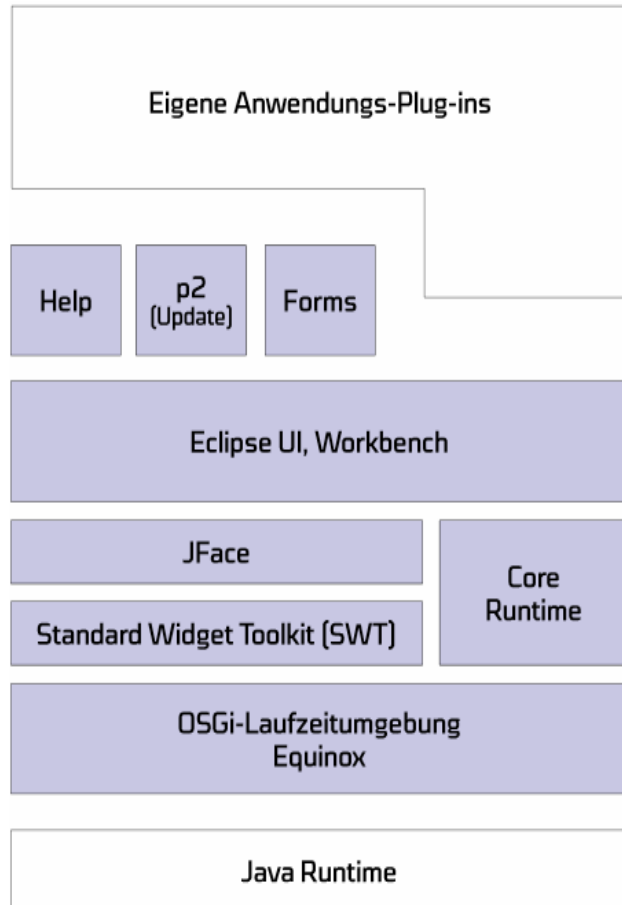 Eigene Anwendungs-Plug-ins
Help
p2
(Update)
Forms
Eclipse UI, Workbench
JFace
Core
Runtime
Standard Widget Toolkit (SWT)
OSGi-Laufzeitumgebung
Equinox
Java Runtime